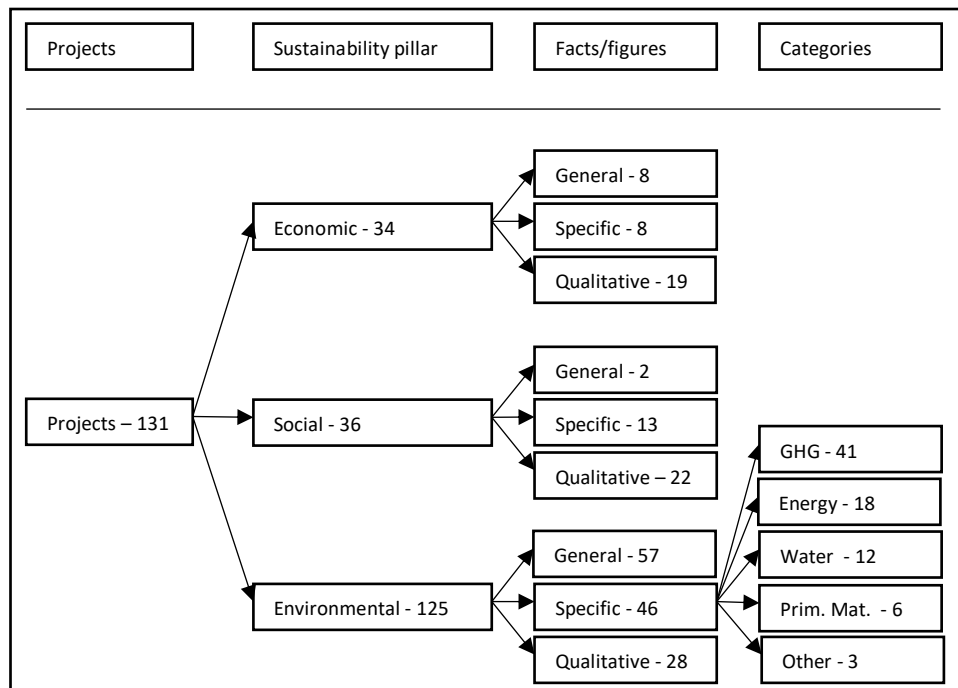 Projects
Sustainability pillar
Facts/figures
Categories
General - 8
Economic - 34
Specific - 8
Qualitative - 19
General - 2
Projects – 131
Social - 36
Specific - 13
Qualitative – 22
GHG - 41
Energy - 18
General - 57
Water - 12
Environmental - 125
Specific - 46
Prim. Mat. - 6
Qualitative - 28
Other - 3